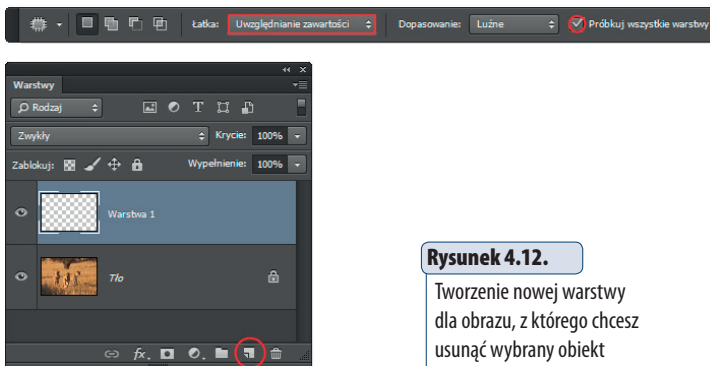 Łatka: Uwzględnianie zawartości Dopasowanie: Luźne Próbkuj wszystkie warstwy
Warstwy
Rodzaj
Zwykły Krycie: 100%
Zablokuj: Wypełnienie: 100%
Warstwa 1
Tło
fx.
Rysunek 4.12.
Tworzenie nowej warstwy
dla obrazu, z którego chcesz
usunąć wybrany obiekt